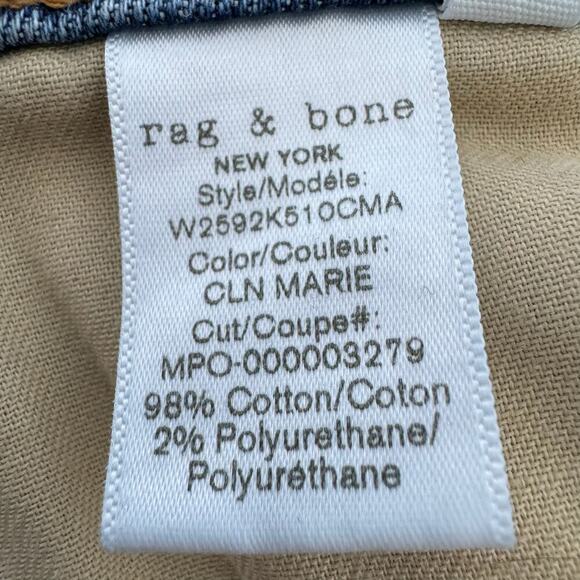 rag & bone
NEW YORK
Style/Modéle:
W2592K510CMA
Color/Couleur:
CLN MARIE
Cut/Coupe#:
MPO-000003279
98% Cotton/Coton
2% Polyurethane/
Polyuréthane